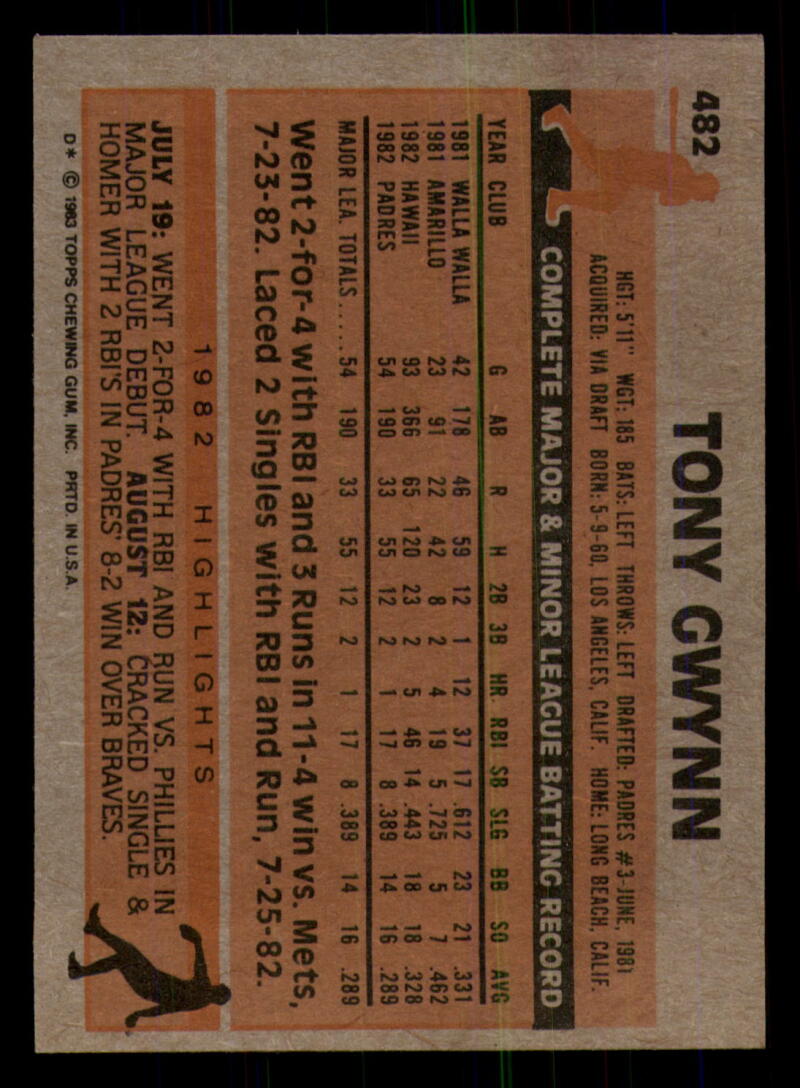 482
TONY GWYNN
HGT: 5'11" WGT: 185 BATS: LEFT THROWS: LEFT DRAFTED: PADRES #3-JUNE, 1981
ACQUIRED: VIA DRAFT BORN: 5-9-60, LOS ANGELES, CALIF. HOME: LONG BEACH, CALIF.
COMPLETE MAJOR & MINOR LEAGUE BATTING RECORD
YEAR CLUB G AB R H 2B 3B HR RBI SB SLG BB SO AVG
1981 WALLA WALLA 42 178 46 59 12 1 12 37 17 .612 23 21 .331
1981 AMARILLO 23 91 22 42 8 2 4 19 5 .725 5 7 .462
1982 HAWAII 93 366 65 120 23 2 5 46 14 .443 18 18 .328
1982 PADRES 54 190 33 55 12 2 1 17 8 .389 14 16 .289
MAJOR LEA. TOTALS..... 54 190 33 55 12 2 1 17 8 .389 14 16 .289
Went 2-for-4 with RBI and 3 Runs in 11-4 win vs. Mets,
7-23-82. Laced 2 Singles with RBI and Run, 7-25-82.
1982 HIGHLIGHTS
JULY 19: WENT 2-FOR-4 WITH RBI AND RUN VS. PHILLIES IN
MAJOR LEAGUE DEBUT. AUGUST 12: CRACKED SINGLE &
HOMER WITH 2 RBI'S IN PADRES' 8-2 WIN OVER BRAVES.
D* © 1983 TOPPS CHEWING GUM, INC. PRTD. IN U.S.A.